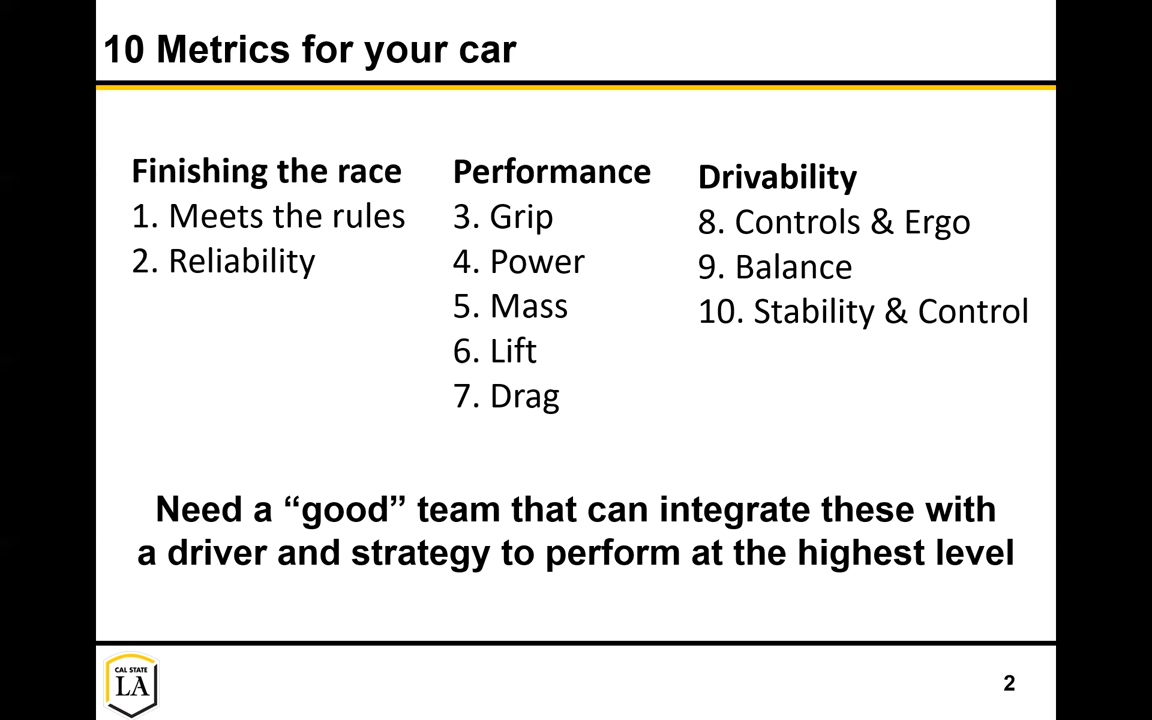 10 Metrics for your car
Finishing the race
1. Meets the rules
2. Reliability
Performance
3. Grip
4. Power
5. Mass
6. Lift
7. Drag
Drivability
8. Controls & Ergo
9. Balance
10. Stability & Control
Need a “good” team that can integrate these with
a driver and strategy to perform at the highest level
CAL STATE
LA
2